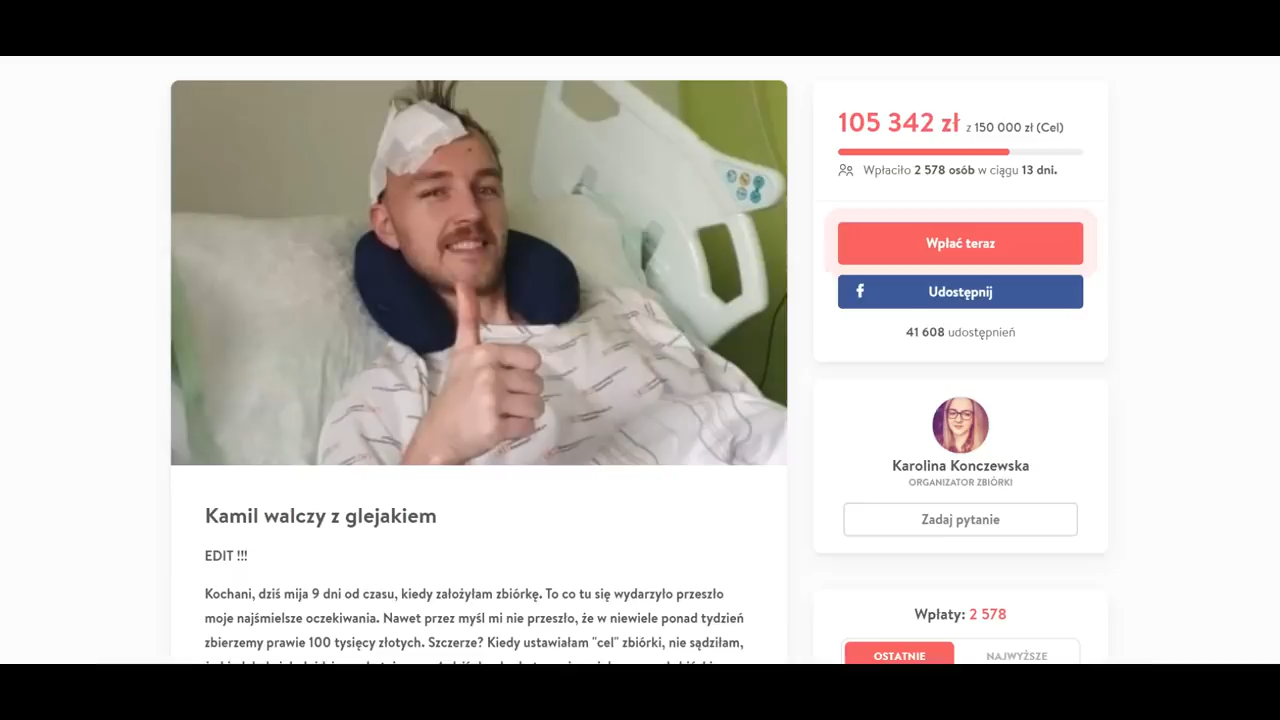 105 342 zł z 150 000 zł (Cel)
Wpłaciło 2 578 osób w ciągu 13 dni.
Wpłać teraz
Udostępnij
41 608 udostępnień
Karolina Konczewska
ORGANIZATOR ZBIÓRKI
Zadaj pytanie
Wpłaty: 2 578
OSTATNIE
NAJWYŻSZE
Kamil walczy z glejakiem
EDIT !!!
Kochani, dziś mija 9 dni od czasu, kiedy założyłam zbiórkę. To co tu się wydarzyło przeszło
moje najśmielsze oczekiwania. Nawet przez myśl mi nie przeszło, że w niewiele ponad tydzień
zbierzemy prawie 100 tysięcy złotych. Szczerze? Kiedy ustawiałam "cel" zbiórki, nie sądziłam,